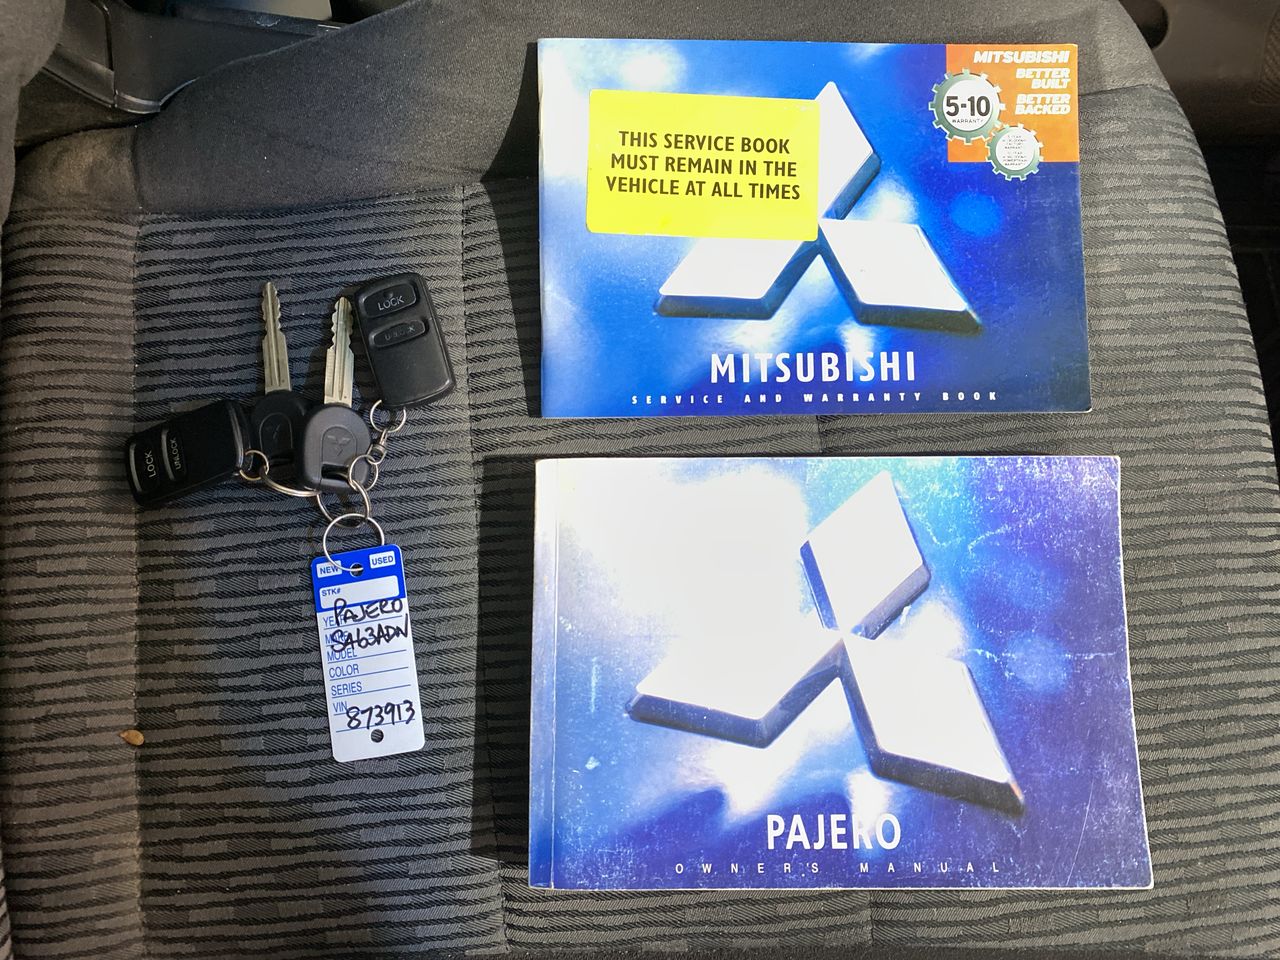 MITSUBISHI
BETTER
BUILT
BETTER
BACKED
5-10
WARRANTY
THIS SERVICE BOOK
MUST REMAIN IN THE
VEHICLE AT ALL TIMES
MITSUBISHI
SERVICE AND WARRANTY BOOK
LOCK
LOCK
UNLOCK
NEW USED
STK#
PAJERO
SA63ADN
MODEL
COLOR
SERIES
VIN 873913
PAJERO
OWNER'S MANUAL